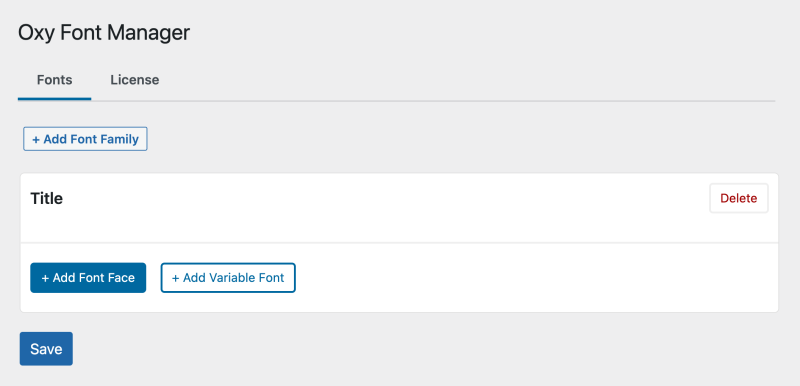 Oxy Font Manager
Fonts License
+ Add Font Family
Title Delete
+ Add Font Face + Add Variable Font
Save